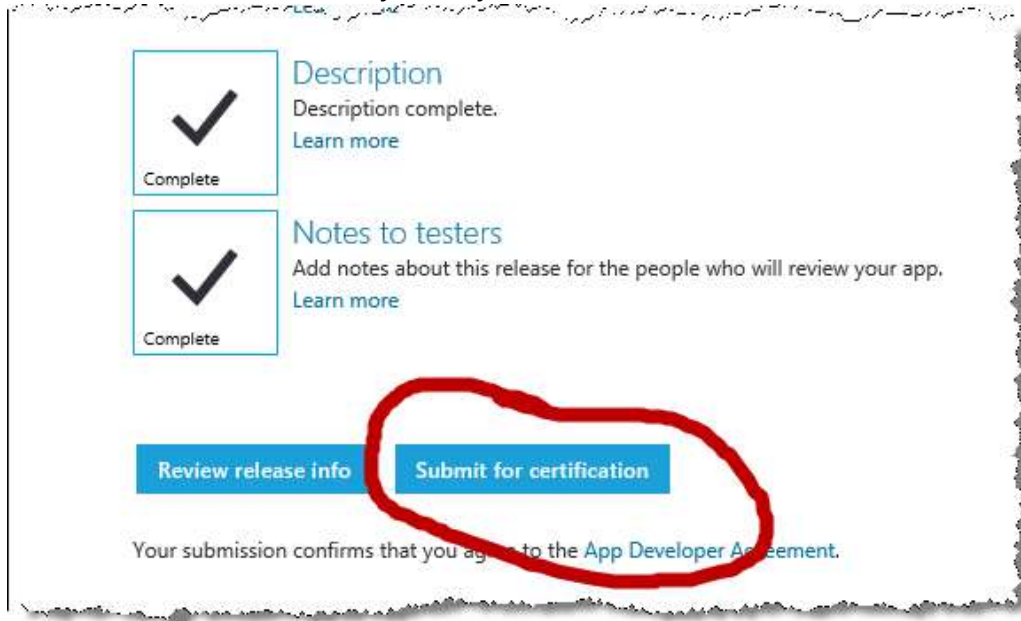 Description
Description complete.
Learn more
Complete
Notes to testers
Add notes about this release for the people who will review your app.
Learn more
Complete
Review release info
Submit for certification
Your submission confirms that you agree to the App Developer Agreement.